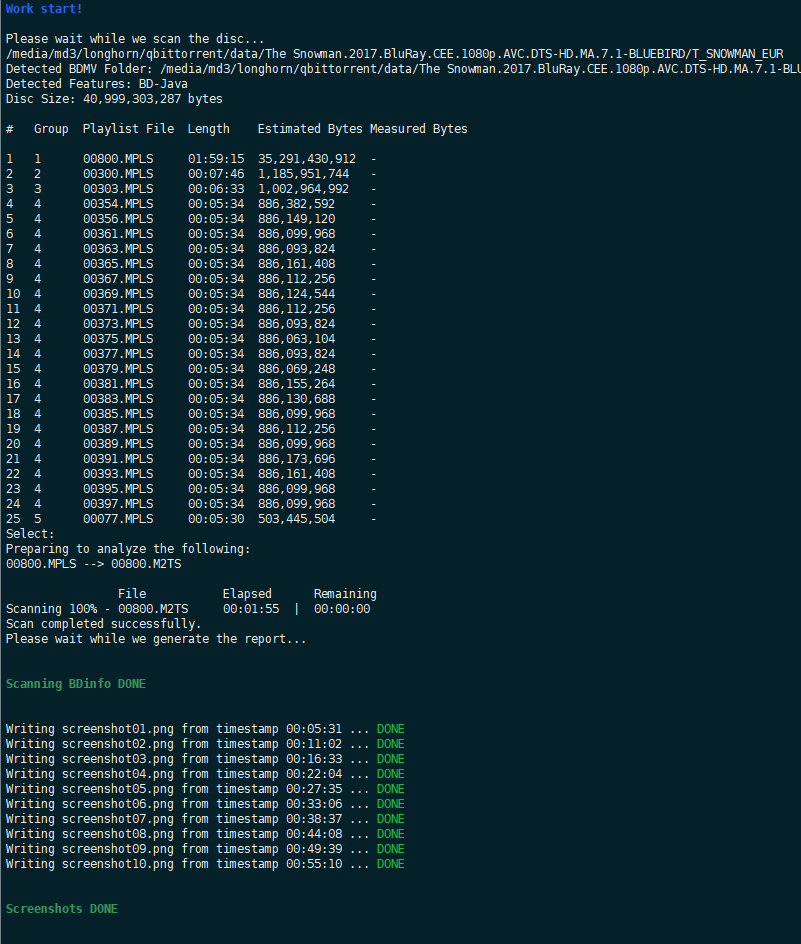 Work start!
Please wait while we scan the disc...
/media/md3/longhorn/qbittorrent/data/The Snowman.2017.BluRay.CEE.1080p.AVC.DTS-HD.MA.7.1-BLUEBIRD/T_SNOWMAN_EUR
Detected BDMV Folder: /media/md3/longhorn/qbittorrent/data/The Snowman.2017.BluRay.CEE.1080p.AVC.DTS-HD.MA.7.1-BLU
Detected Features: BD-Java
Disc Size: 40,999,303,287 bytes
#   Group  Playlist File  Length    Estimated Bytes Measured Bytes
1   1      00800.MPLS     01:59:15  35,291,430,912  -
2   2      00300.MPLS     00:07:46  1,185,951,744   -
3   3      00303.MPLS     00:06:33  1,002,964,992   -
4   4      00354.MPLS     00:05:34  886,382,592     -
5   4      00356.MPLS     00:05:34  886,149,120     -
6   4      00361.MPLS     00:05:34  886,099,968     -
7   4      00363.MPLS     00:05:34  886,093,824     -
8   4      00365.MPLS     00:05:34  886,161,408     -
9   4      00367.MPLS     00:05:34  886,112,256     -
10  4      00369.MPLS     00:05:34  886,124,544     -
11  4      00371.MPLS     00:05:34  886,112,256     -
12  4      00373.MPLS     00:05:34  886,093,824     -
13  4      00375.MPLS     00:05:34  886,063,104     -
14  4      00377.MPLS     00:05:34  886,093,824     -
15  4      00379.MPLS     00:05:34  886,069,248     -
16  4      00381.MPLS     00:05:34  886,155,264     -
17  4      00383.MPLS     00:05:34  886,130,688     -
18  4      00385.MPLS     00:05:34  886,099,968     -
19  4      00387.MPLS     00:05:34  886,112,256     -
20  4      00389.MPLS     00:05:34  886,099,968     -
21  4      00391.MPLS     00:05:34  886,173,696     -
22  4      00393.MPLS     00:05:34  886,161,408     -
23  4      00395.MPLS     00:05:34  886,099,968     -
24  4      00397.MPLS     00:05:34  886,099,968     -
25  5      00077.MPLS     00:05:30  503,445,504     -
Select:
Preparing to analyze the following:
00800.MPLS --> 00800.M2TS
File           Elapsed      Remaining
Scanning 100% - 00800.M2TS     00:01:55  |  00:00:00
Scan completed successfully.
Please wait while we generate the report...
Scanning BDinfo DONE
Writing screenshot01.png from timestamp 00:05:31 ... DONE
Writing screenshot02.png from timestamp 00:11:02 ... DONE
Writing screenshot03.png from timestamp 00:16:33 ... DONE
Writing screenshot04.png from timestamp 00:22:04 ... DONE
Writing screenshot05.png from timestamp 00:27:35 ... DONE
Writing screenshot06.png from timestamp 00:33:06 ... DONE
Writing screenshot07.png from timestamp 00:38:37 ... DONE
Writing screenshot08.png from timestamp 00:44:08 ... DONE
Writing screenshot09.png from timestamp 00:49:39 ... DONE
Writing screenshot10.png from timestamp 00:55:10 ... DONE
Screenshots DONE